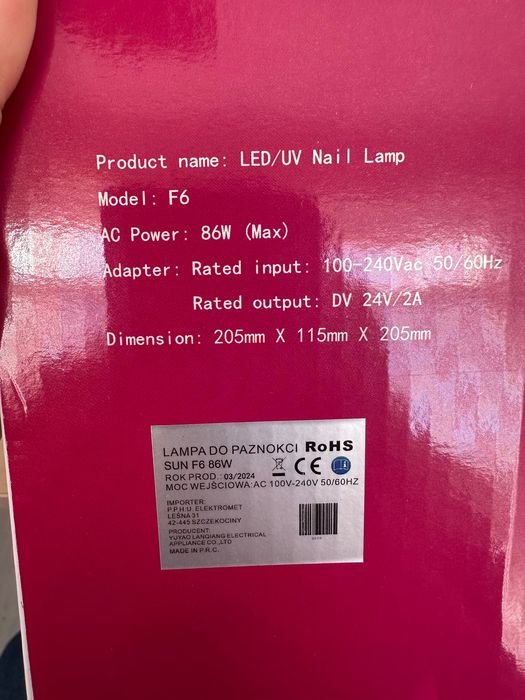 Product name: LED/UV Nail Lamp
Model: F6
AC Power: 86W (Max)
Adapter: Rated input: 100-240Vac 50/60Hz
Rated output: DV 24V/2A
Dimension: 205mm X 115mm X 205mm
LAMPA DO PAZNOKCI RoHS
SUN F6 86W
CE
ROK PROD.: 03/2024
MOC WEJŚCIOWA: AC 100V-240V 50/60HZ
IMPORTER:
P.P.H.U. ELEKTROMET
LEŚNA 31
42-445 SZCZEKOCINY
PRODUCENT:
YUYAO LANQIANG ELECTRICAL
APPLIANCE CO.,LTD
MADE IN P.R.C.